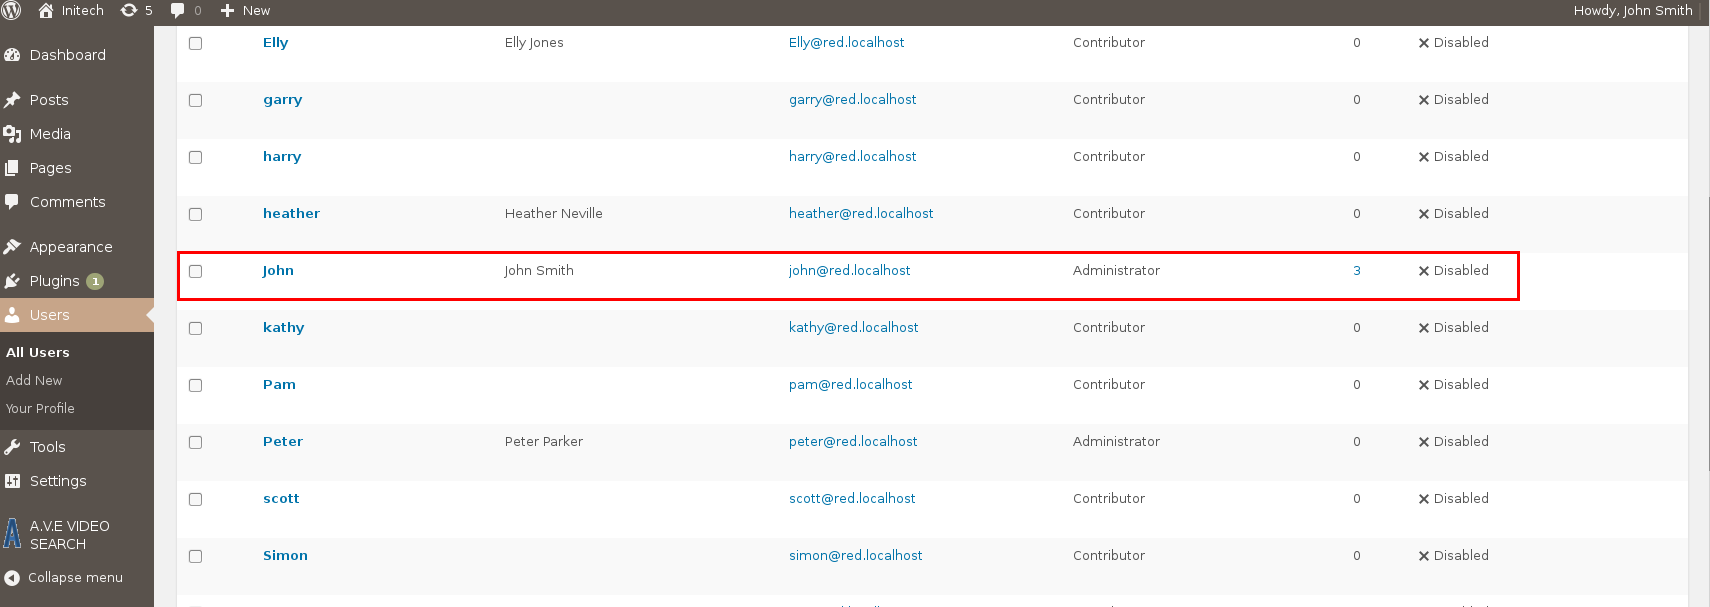 Initech 5 0 New Howdy, John Smith
Dashboard
Posts
Media
Pages
Comments
Appearance
Plugins 1
Users
All Users
Add New
Your Profile
Tools
Settings
A.V.E VIDEO
SEARCH
Collapse menu
Elly Elly Jones Elly@red.localhost Contributor 0 Disabled
garry garry@red.localhost Contributor 0 Disabled
harry harry@red.localhost Contributor 0 Disabled
heather Heather Neville heather@red.localhost Contributor 0 Disabled
John John Smith john@red.localhost Administrator 3 Disabled
kathy kathy@red.localhost Contributor 0 Disabled
Pam pam@red.localhost Contributor 0 Disabled
Peter Peter Parker peter@red.localhost Administrator 0 Disabled
scott scott@red.localhost Contributor 0 Disabled
Simon simon@red.localhost Contributor 0 Disabled